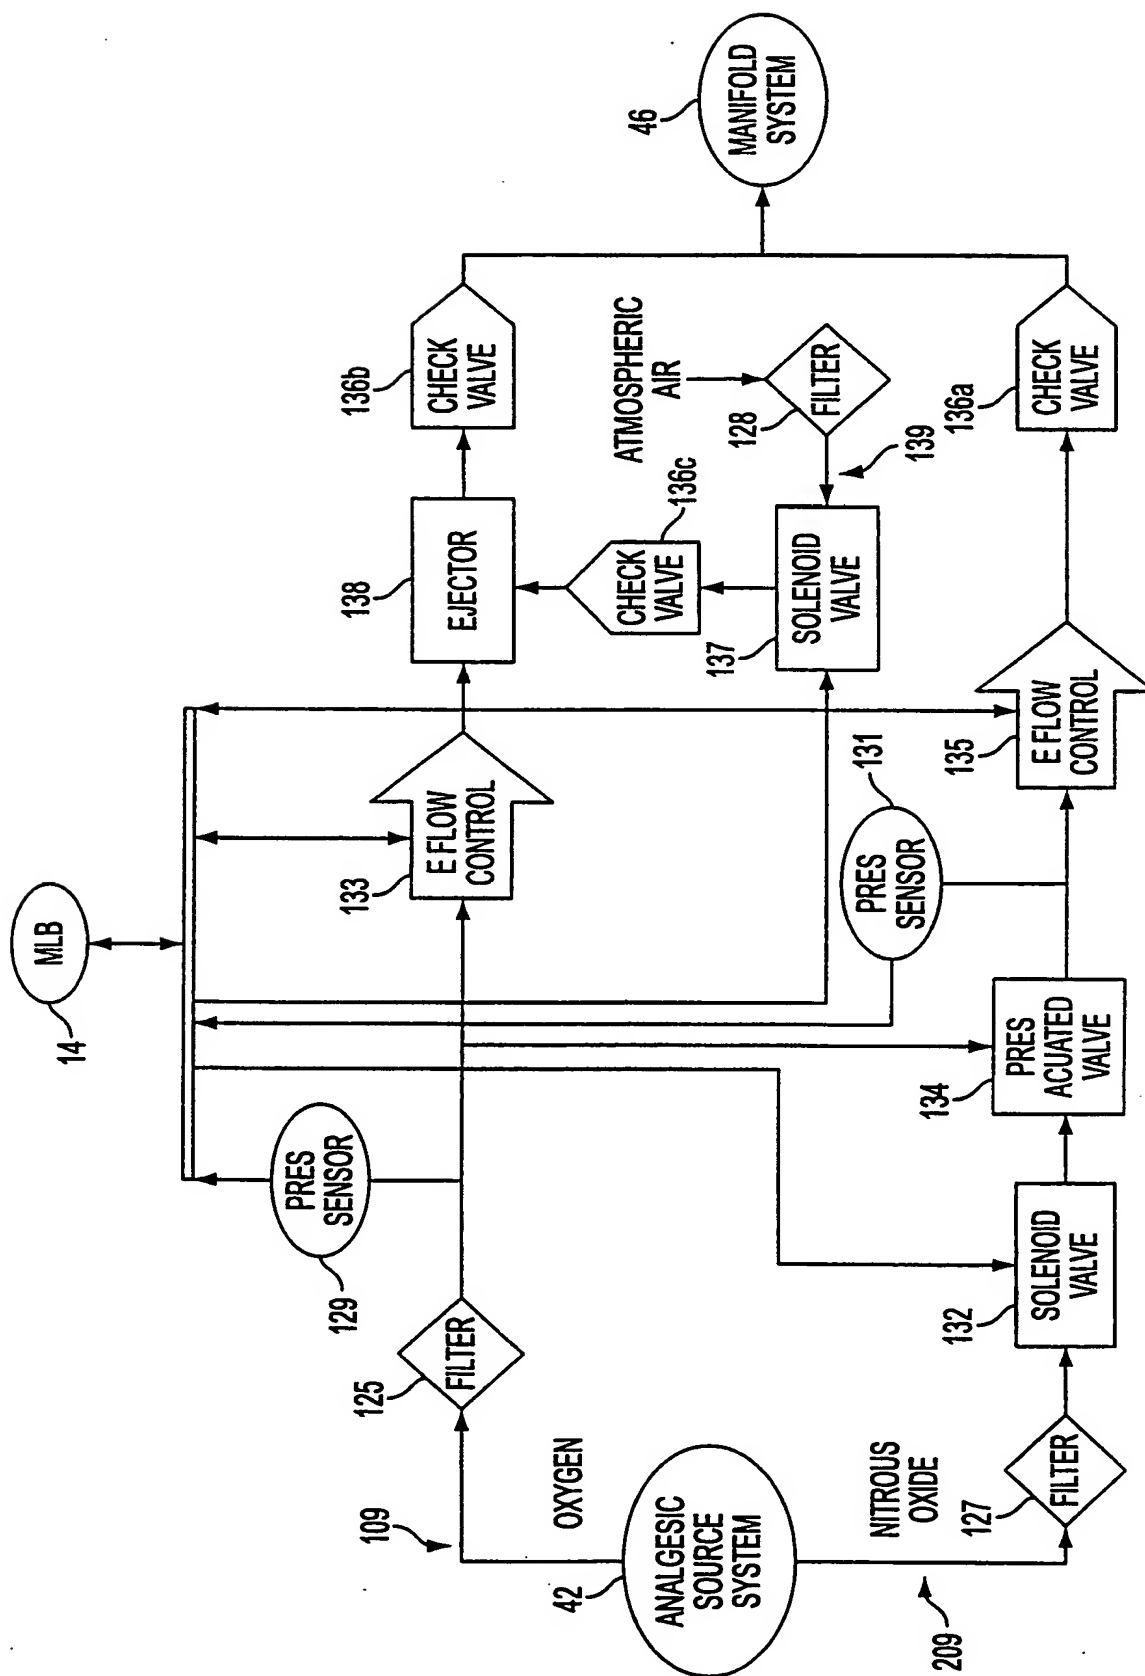 14
MLB
129
PRES
SENSOR
109
OXYGEN
125
FILTER
133
E FLOW
CONTROL
138
EJECTOR
136b
CHECK
VALVE
46
MANIFOLD
SYSTEM
42
ANALGESIC
SOURCE
SYSTEM
131
PRES
SENSOR
137
SOLENOID
VALVE
136c
CHECK
VALVE
ATMOSPHERIC
AIR
128
FILTER
139
209
NITROUS
OXIDE
127
FILTER
132
SOLENOID
VALVE
134
PRES
ACUATED
VALVE
135
E FLOW
CONTROL
136a
CHECK
VALVE